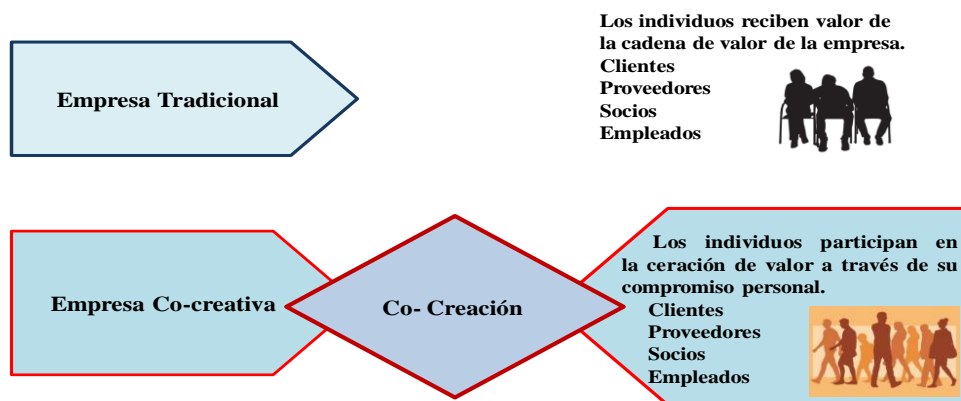 Los individuos reciben valor de
la cadena de valor de la empresa.
Clientes
Proveedores
Socios
Empleados
Empresa Tradicional
Los individuos participan en
la ceración de valor a través de su
compromiso personal.
Clientes
Proveedores
Socios
Empleados
Empresa Co-creativa
Co- Creación